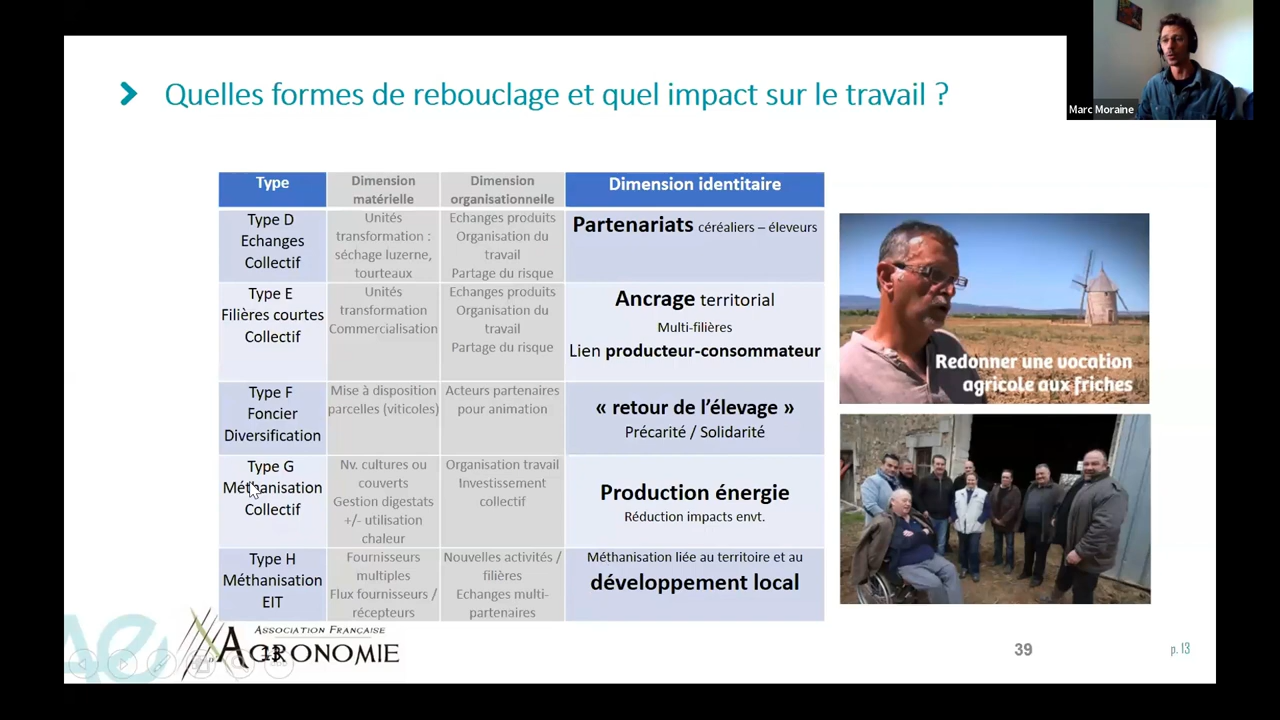 Quelles formes de rebouclage et quel impact sur le travail ?
Marc Moraine
Type
Dimension
matérielle
Dimension
organisationnelle
Dimension identitaire
Type D
Echanges
Collectif
Unités
transformation :
séchage luzerne,
tourteaux
Echanges produits
Organisation du
travail
Partage du risque
Partenariats céréaliers – éleveurs
Type E
Filières courtes
Collectif
Unités
transformation
Commercialisation
Echanges produits
Organisation du
travail
Partage du risque
Ancrage territorial
Multi-filières
Lien producteur-consommateur
Type F
Foncier
Diversification
Mise à disposition
parcelles (viticoles)
Acteurs partenaires
pour animation
« retour de l’élevage »
Précarité / Solidarité
Type G
Méthanisation
Collectif
Nv. cultures ou
couverts
Gestion digestats
+/- utilisation
chaleur
Organisation travail
Investissement
collectif
Production énergie
Réduction impacts envt.
Type H
Méthanisation
EIT
Fournisseurs
multiples
Flux fournisseurs /
récepteurs
Nouvelles activités /
filières
Echanges multi-
partenaires
Méthanisation liée au territoire et au
développement local
Redonner une vocation
agricole aux friches
Association Française
Agronomie
13
39
p. 13